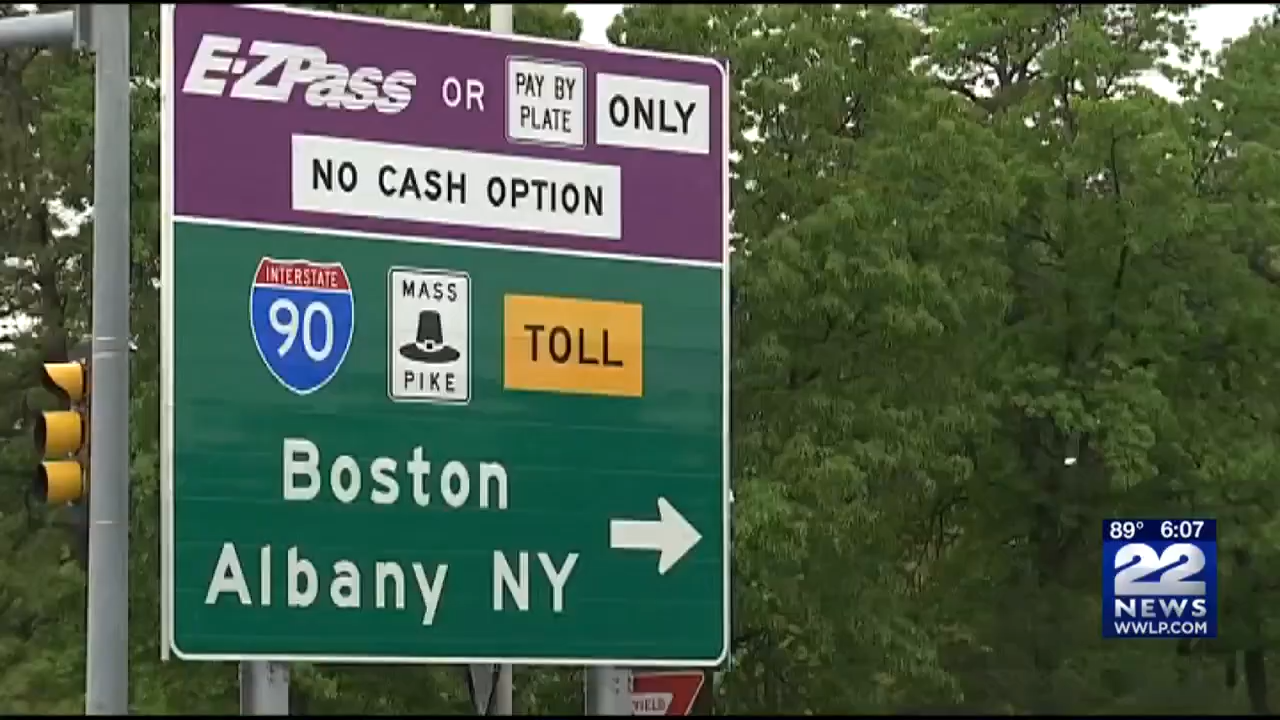 E-ZPass OR PAY BY PLATE ONLY
NO CASH OPTION
INTERSTATE 90
MASS PIKE
TOLL
Boston
Albany NY
YIELD
89° 6:07
22
NEWS
WWLP.COM